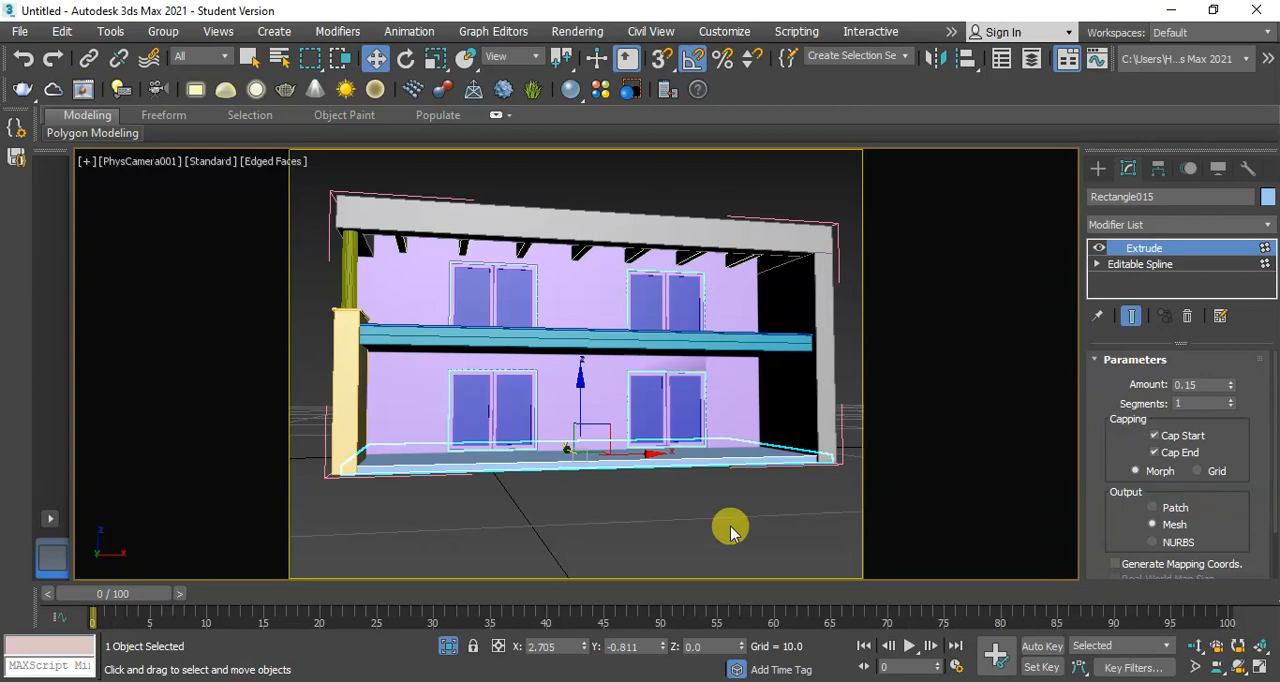 Untitled - Autodesk 3ds Max 2021 - Student Version
File Edit Tools Group Views Create Modifiers Animation Graph Editors Rendering Civil View Customize Scripting Interactive Sign In Workspaces: Default
All View Create Selection Se C:\Users\H...s Max 2021
Modeling Freeform Selection Object Paint Populate
Polygon Modeling
[+] [PhysCamera001] [Standard] [Edged Faces]
Rectangle015
Modifier List
Extrude
Editable Spline
Parameters
Amount: 0.15
Segments: 1
Capping
Cap Start
Cap End
Morph Grid
Output
Patch
Mesh
NURBS
Generate Mapping Coords.
Real-World Map Size
z
x
z
y x
0 / 100
0 5 10 15 20 25 30 35 40 45 50 55 60 65 70 75 80 85 90 95 100
1 Object Selected X: 2.705 Y: -0.811 Z: 0.0 Grid = 10.0 Auto Key Selected
MAXScript Mi Click and drag to select and move objects Add Time Tag 0 Set Key Key Filters...